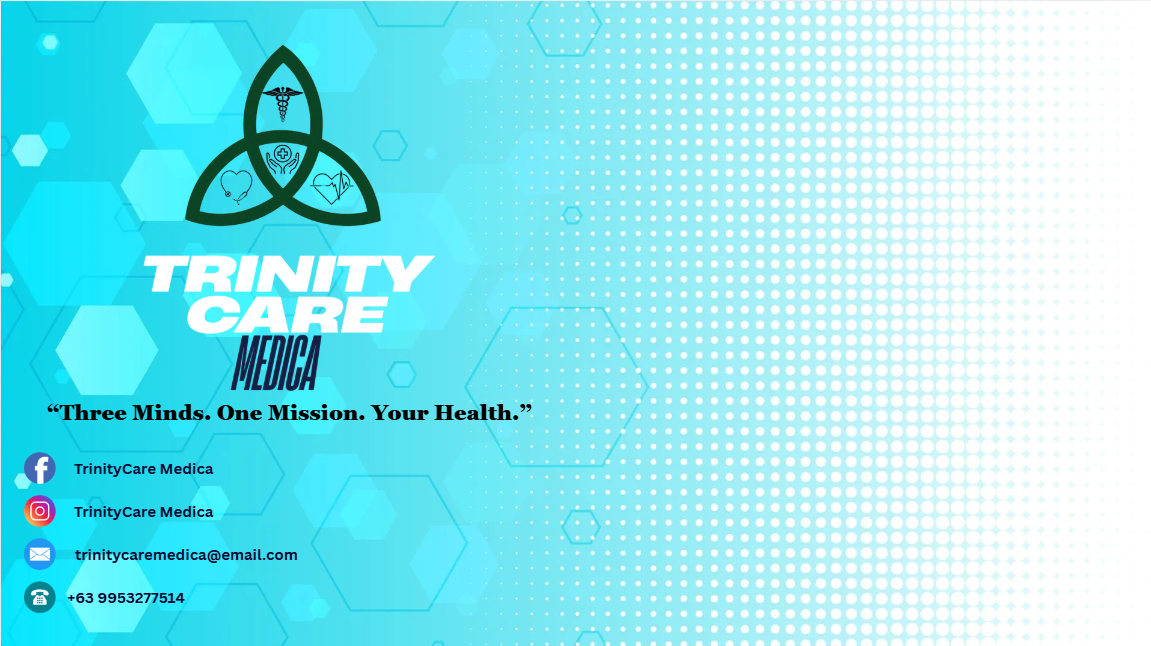 TRINITY
CARE
MEDICA
“Three Minds. One Mission. Your Health.”
TrinityCare Medica
TrinityCare Medica
trinitycaremedica@email.com
+63 9953277514